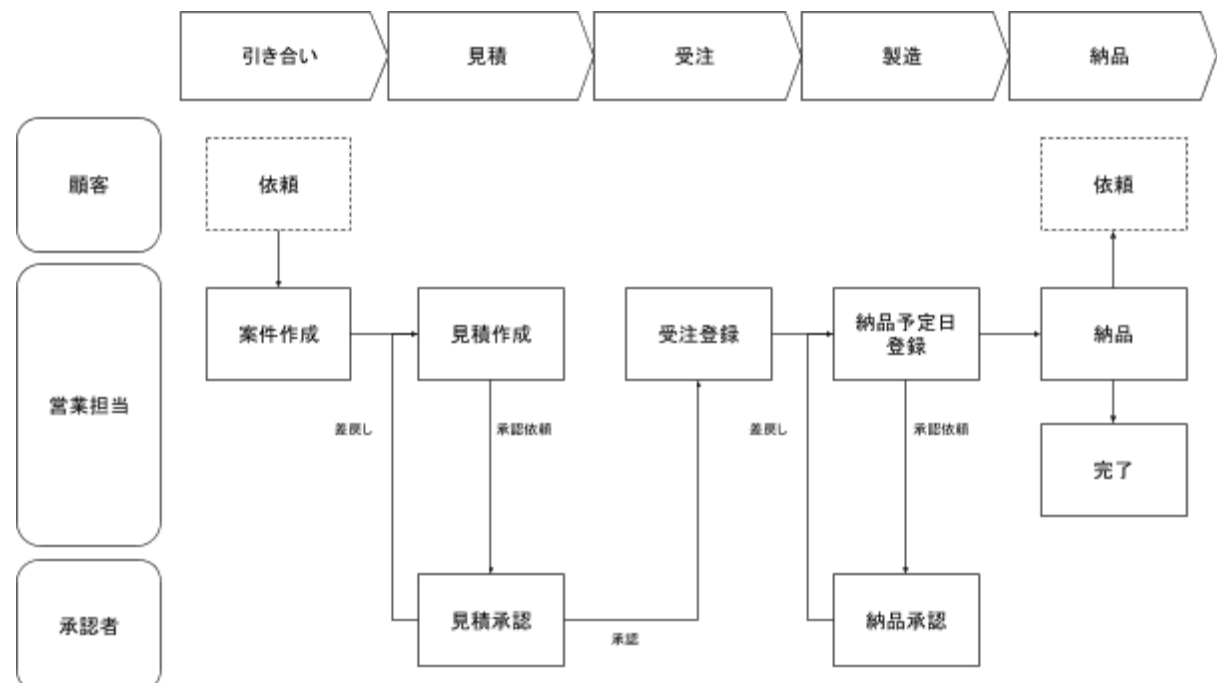 引き合い
見積
受注
製造
納品
顧客
依頼
依頼
営業担当
案件作成
見積作成
受注登録
納品予定日
登録
納品
差戻し
承認依頼
差戻し
承認依頼
完了
承認者
見積承認
承認
納品承認